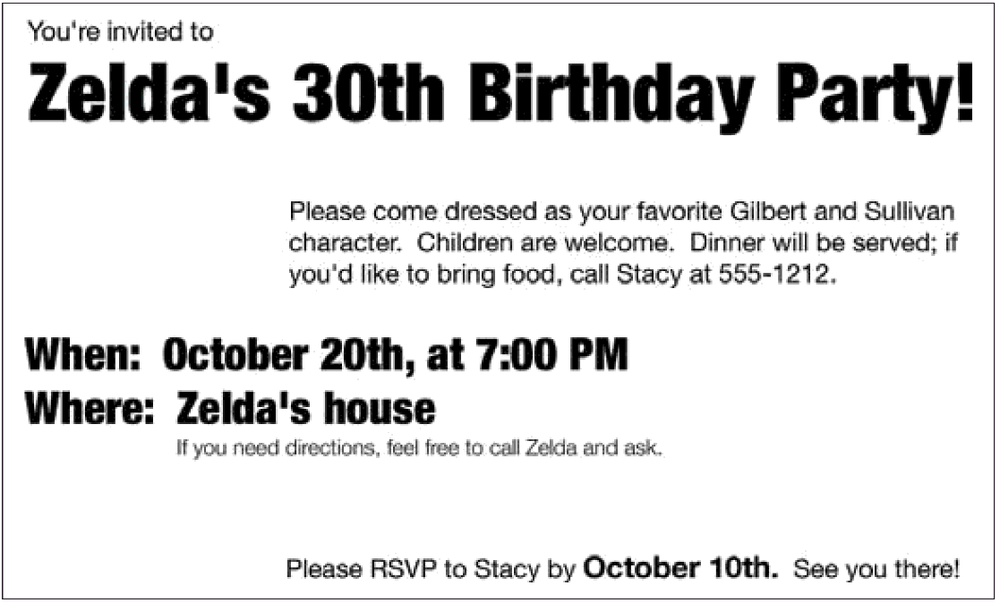 You're invited to
Zelda's 30th Birthday Party!
Please come dressed as your favorite Gilbert and Sullivan
character.  Children are welcome.  Dinner will be served; if
you'd like to bring food, call Stacy at 555-1212.
When:  October 20th, at 7:00 PM
Where:  Zelda's house
If you need directions, feel free to call Zelda and ask.
Please RSVP to Stacy by October 10th.  See you there!